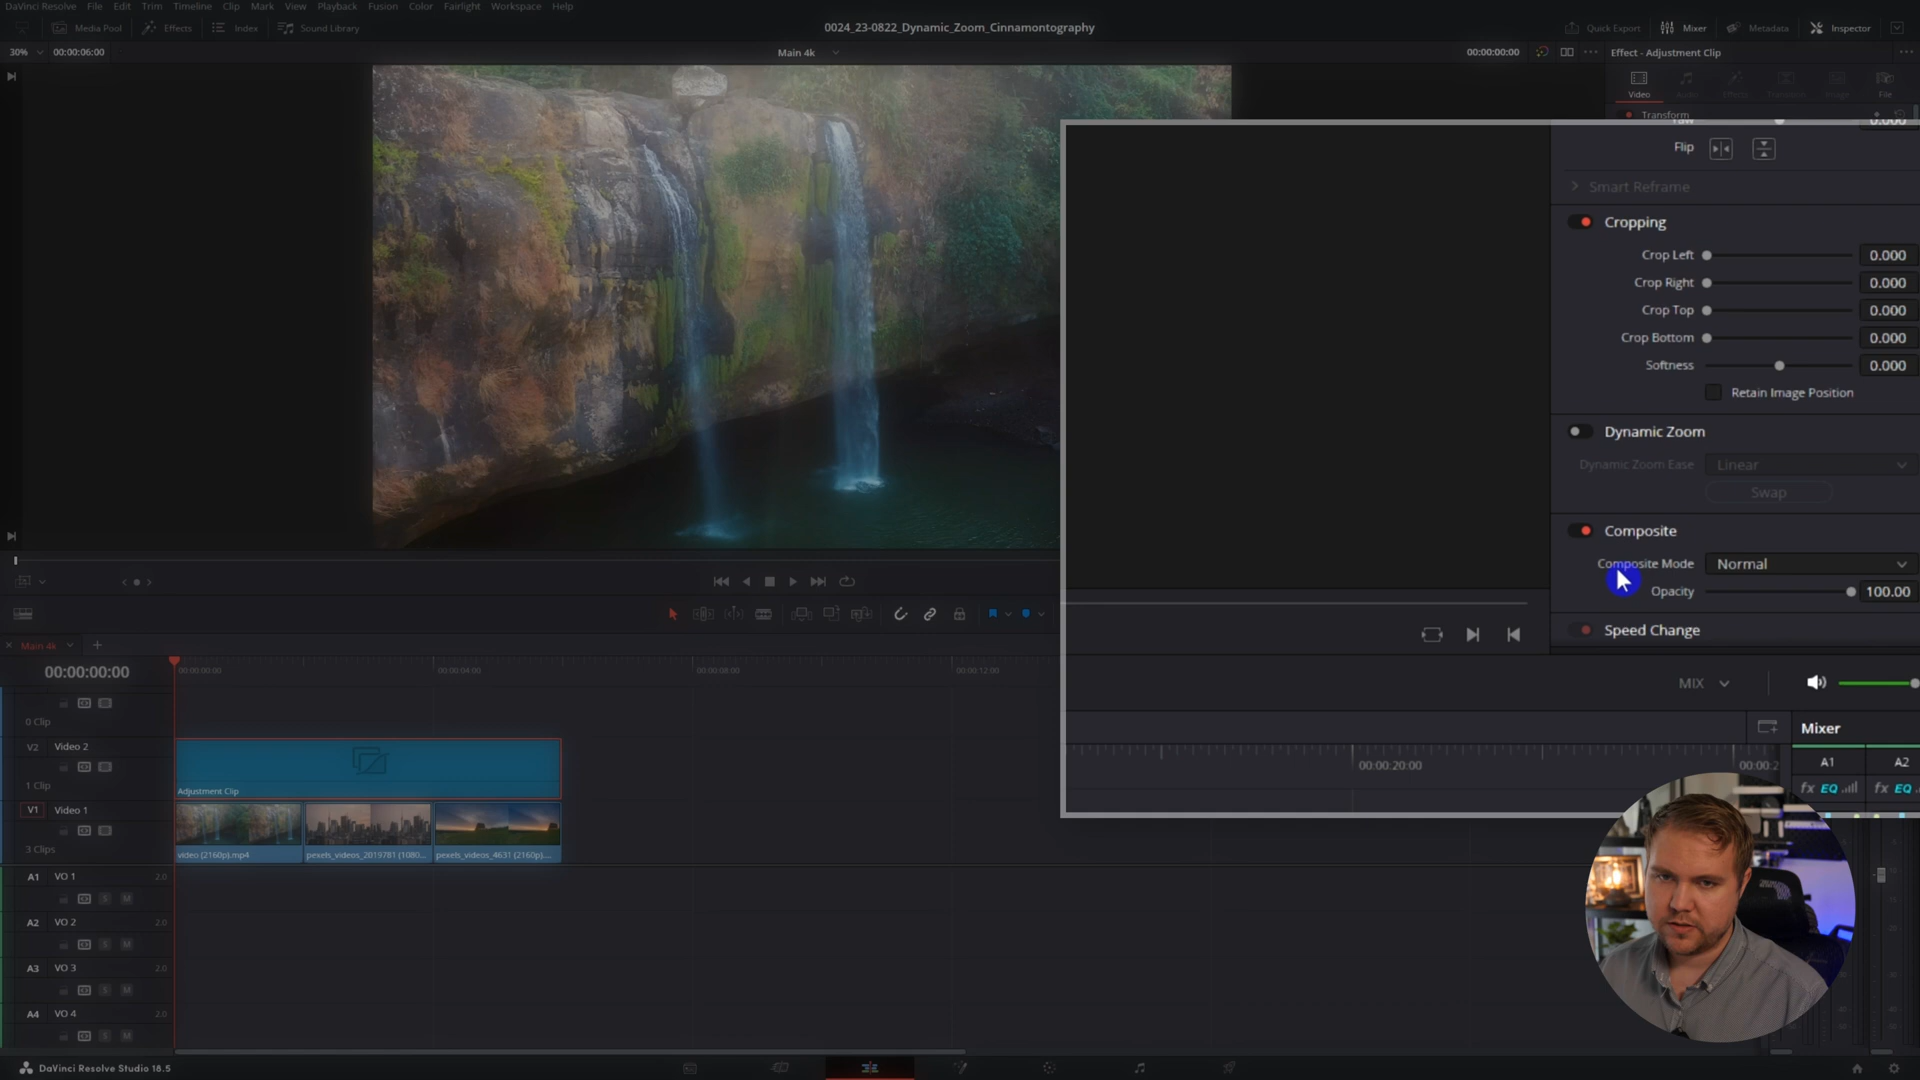 DaVinci Resolve File Edit Trim Timeline Clip Mark View Playback Fusion Color Fairlight Workspace Help
Media Pool Effects Index Sound Library
0024_23-0822_Dynamic_Zoom_Cinnamontography
Quick Export Mixer Metadata Inspector
30% 00:00:06:00
Main 4k
00:00:00:00
Effect - Adjustment Clip
Video Audio Effects Transition Image File
Transform
Yaw 0.000
Flip
Smart Reframe
Cropping
Crop Left 0.000
Crop Right 0.000
Crop Top 0.000
Crop Bottom 0.000
Softness 0.000
Retain Image Position
Dynamic Zoom
Dynamic Zoom Ease Linear
Swap
Composite
Composite Mode Normal
Opacity 100.00
Speed Change
MIX
Mixer
00:00:20:00
A1 A2
fx EQ fx EQ
Main 4k
00:00:00:00
00:00:00:00 00:00:04:00 00:00:08:00 00:00:12:00
0 Clip
V2 Video 2
1 Clip
Adjustment Clip
V1 Video 1
3 Clips
video (2160p).mp4 pexels_videos_2019781 (1080... pexels_videos_4631 (2160p)....
A1 VO 1 2.0
S M
A2 VO 2 2.0
S M
A3 VO 3 2.0
S M
A4 VO 4 2.0
S M
DaVinci Resolve Studio 18.5